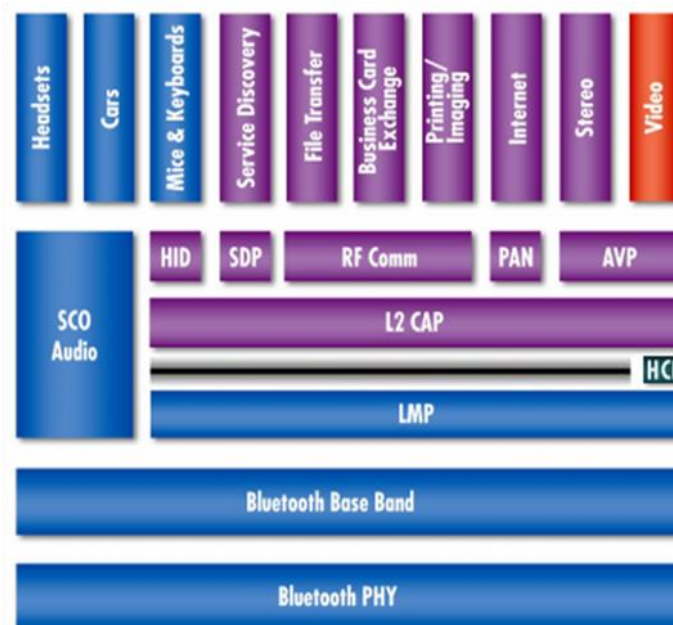 Headsets
Cars
Mice & Keyboards
Service Discovery
File Transfer
Business Card
Exchange
Printing/
Imaging
Internet
Stereo
Video
SCO
Audio
HID
SDP
RF Comm
PAN
AVP
L2 CAP
HCI
LMP
Bluetooth Base Band
Bluetooth PHY